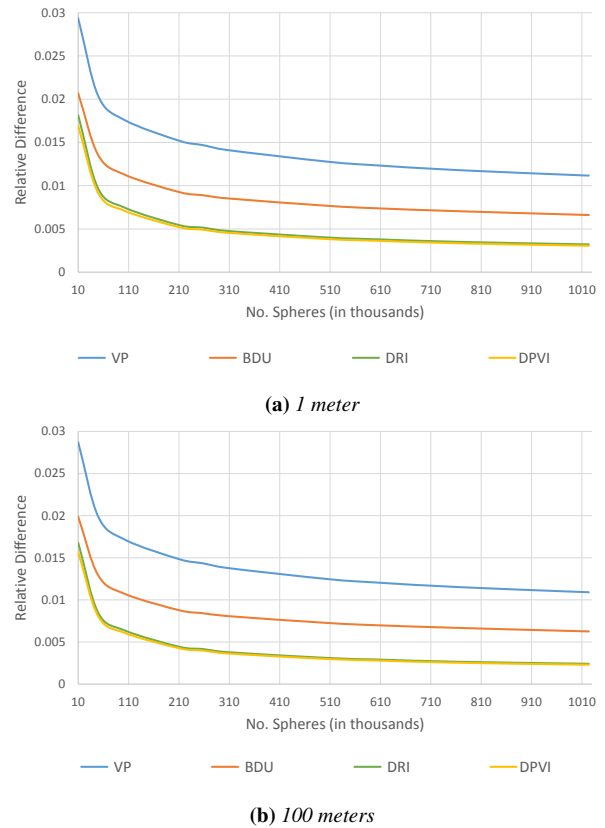 0.03
0.025
0.02
0.015
0.01
0.005
0
Relative Difference
10 110 210 310 410 510 610 710 810 910 1010
No. Spheres (in thousands)
VP BDU DRI DPVI
(a) 1 meter
0.03
0.025
0.02
0.015
0.01
0.005
0
Relative Difference
10 110 210 310 410 510 610 710 810 910 1010
No. Spheres (in thousands)
VP BDU DRI DPVI
(b) 100 meters